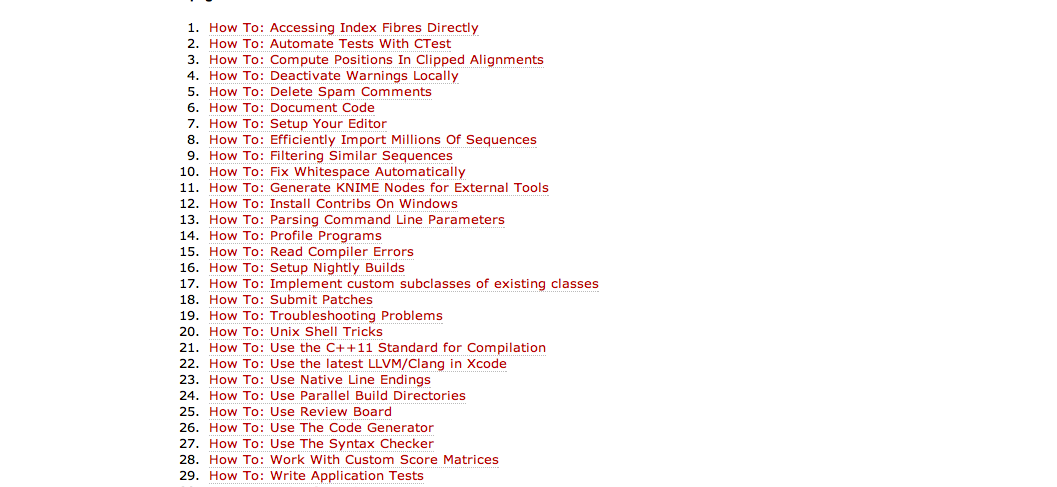 1. How To: Accessing Index Fibres Directly
2. How To: Automate Tests With CTest
3. How To: Compute Positions In Clipped Alignments
4. How To: Deactivate Warnings Locally
5. How To: Delete Spam Comments
6. How To: Document Code
7. How To: Setup Your Editor
8. How To: Efficiently Import Millions Of Sequences
9. How To: Filtering Similar Sequences
10. How To: Fix Whitespace Automatically
11. How To: Generate KNIME Nodes for External Tools
12. How To: Install Contribs On Windows
13. How To: Parsing Command Line Parameters
14. How To: Profile Programs
15. How To: Read Compiler Errors
16. How To: Setup Nightly Builds
17. How To: Implement custom subclasses of existing classes
18. How To: Submit Patches
19. How To: Troubleshooting Problems
20. How To: Unix Shell Tricks
21. How To: Use the C++11 Standard for Compilation
22. How To: Use the latest LLVM/Clang in Xcode
23. How To: Use Native Line Endings
24. How To: Use Parallel Build Directories
25. How To: Use Review Board
26. How To: Use The Code Generator
27. How To: Use The Syntax Checker
28. How To: Work With Custom Score Matrices
29. How To: Write Application Tests